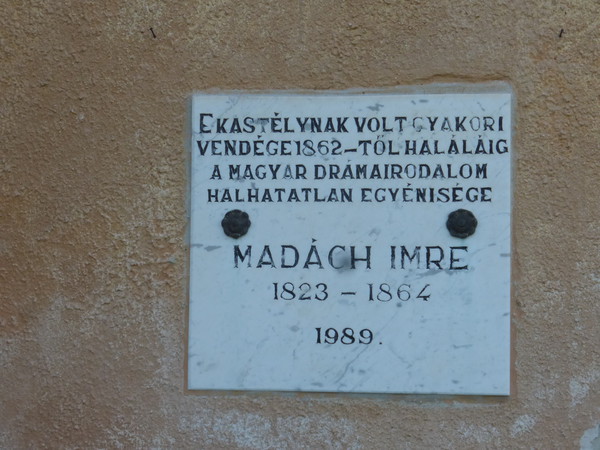 E KASTÉLYNAK VOLT GYAKORI
VENDÉGE 1862-TŐL HALÁLÁIG
A MAGYAR DRÁMAIRODALOM
HALHATATLAN EGYÉNISÉGE
MADÁCH IMRE
1823 - 1864
1989.